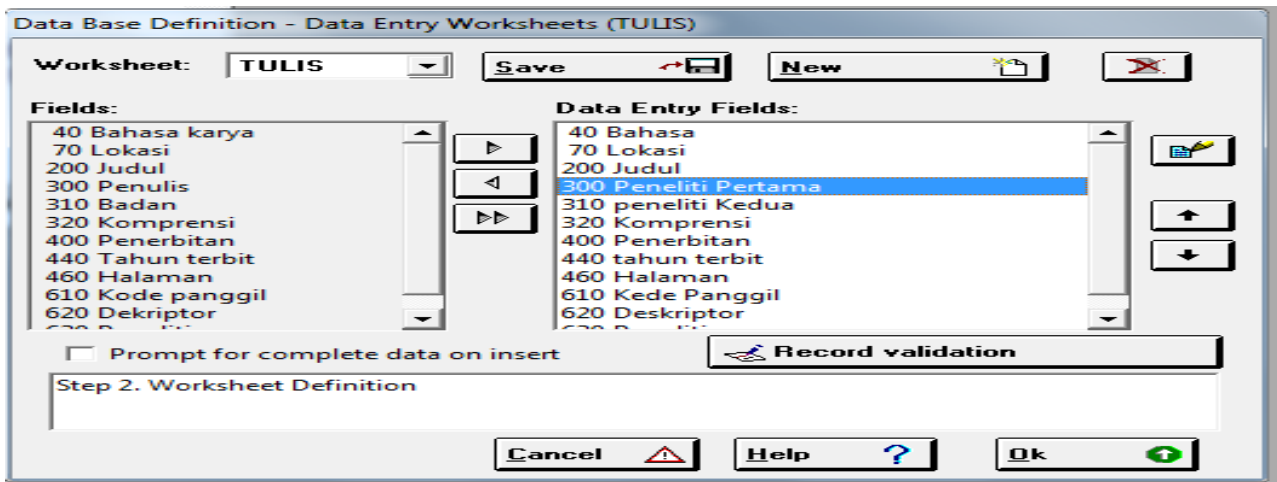 Data Base Definition - Data Entry Worksheets (TULIS)
Worksheet: TULIS Save New
Fields:
40 Bahasa karya
70 Lokasi
200 Judul
300 Penulis
310 Badan
320 Komprensi
400 Penerbitan
440 Tahun terbit
460 Halaman
610 Kode panggil
620 Dekriptor
Data Entry Fields:
40 Bahasa
70 Lokasi
200 Judul
300 Peneliti Pertama
310 peneliti Kedua
320 Komprensi
400 Penerbitan
440 tahun terbit
460 Halaman
610 Kede Panggil
620 Deskriptor
Prompt for complete data on insert
Record validation
Step 2. Worksheet Definition
Cancel Help ? Ok